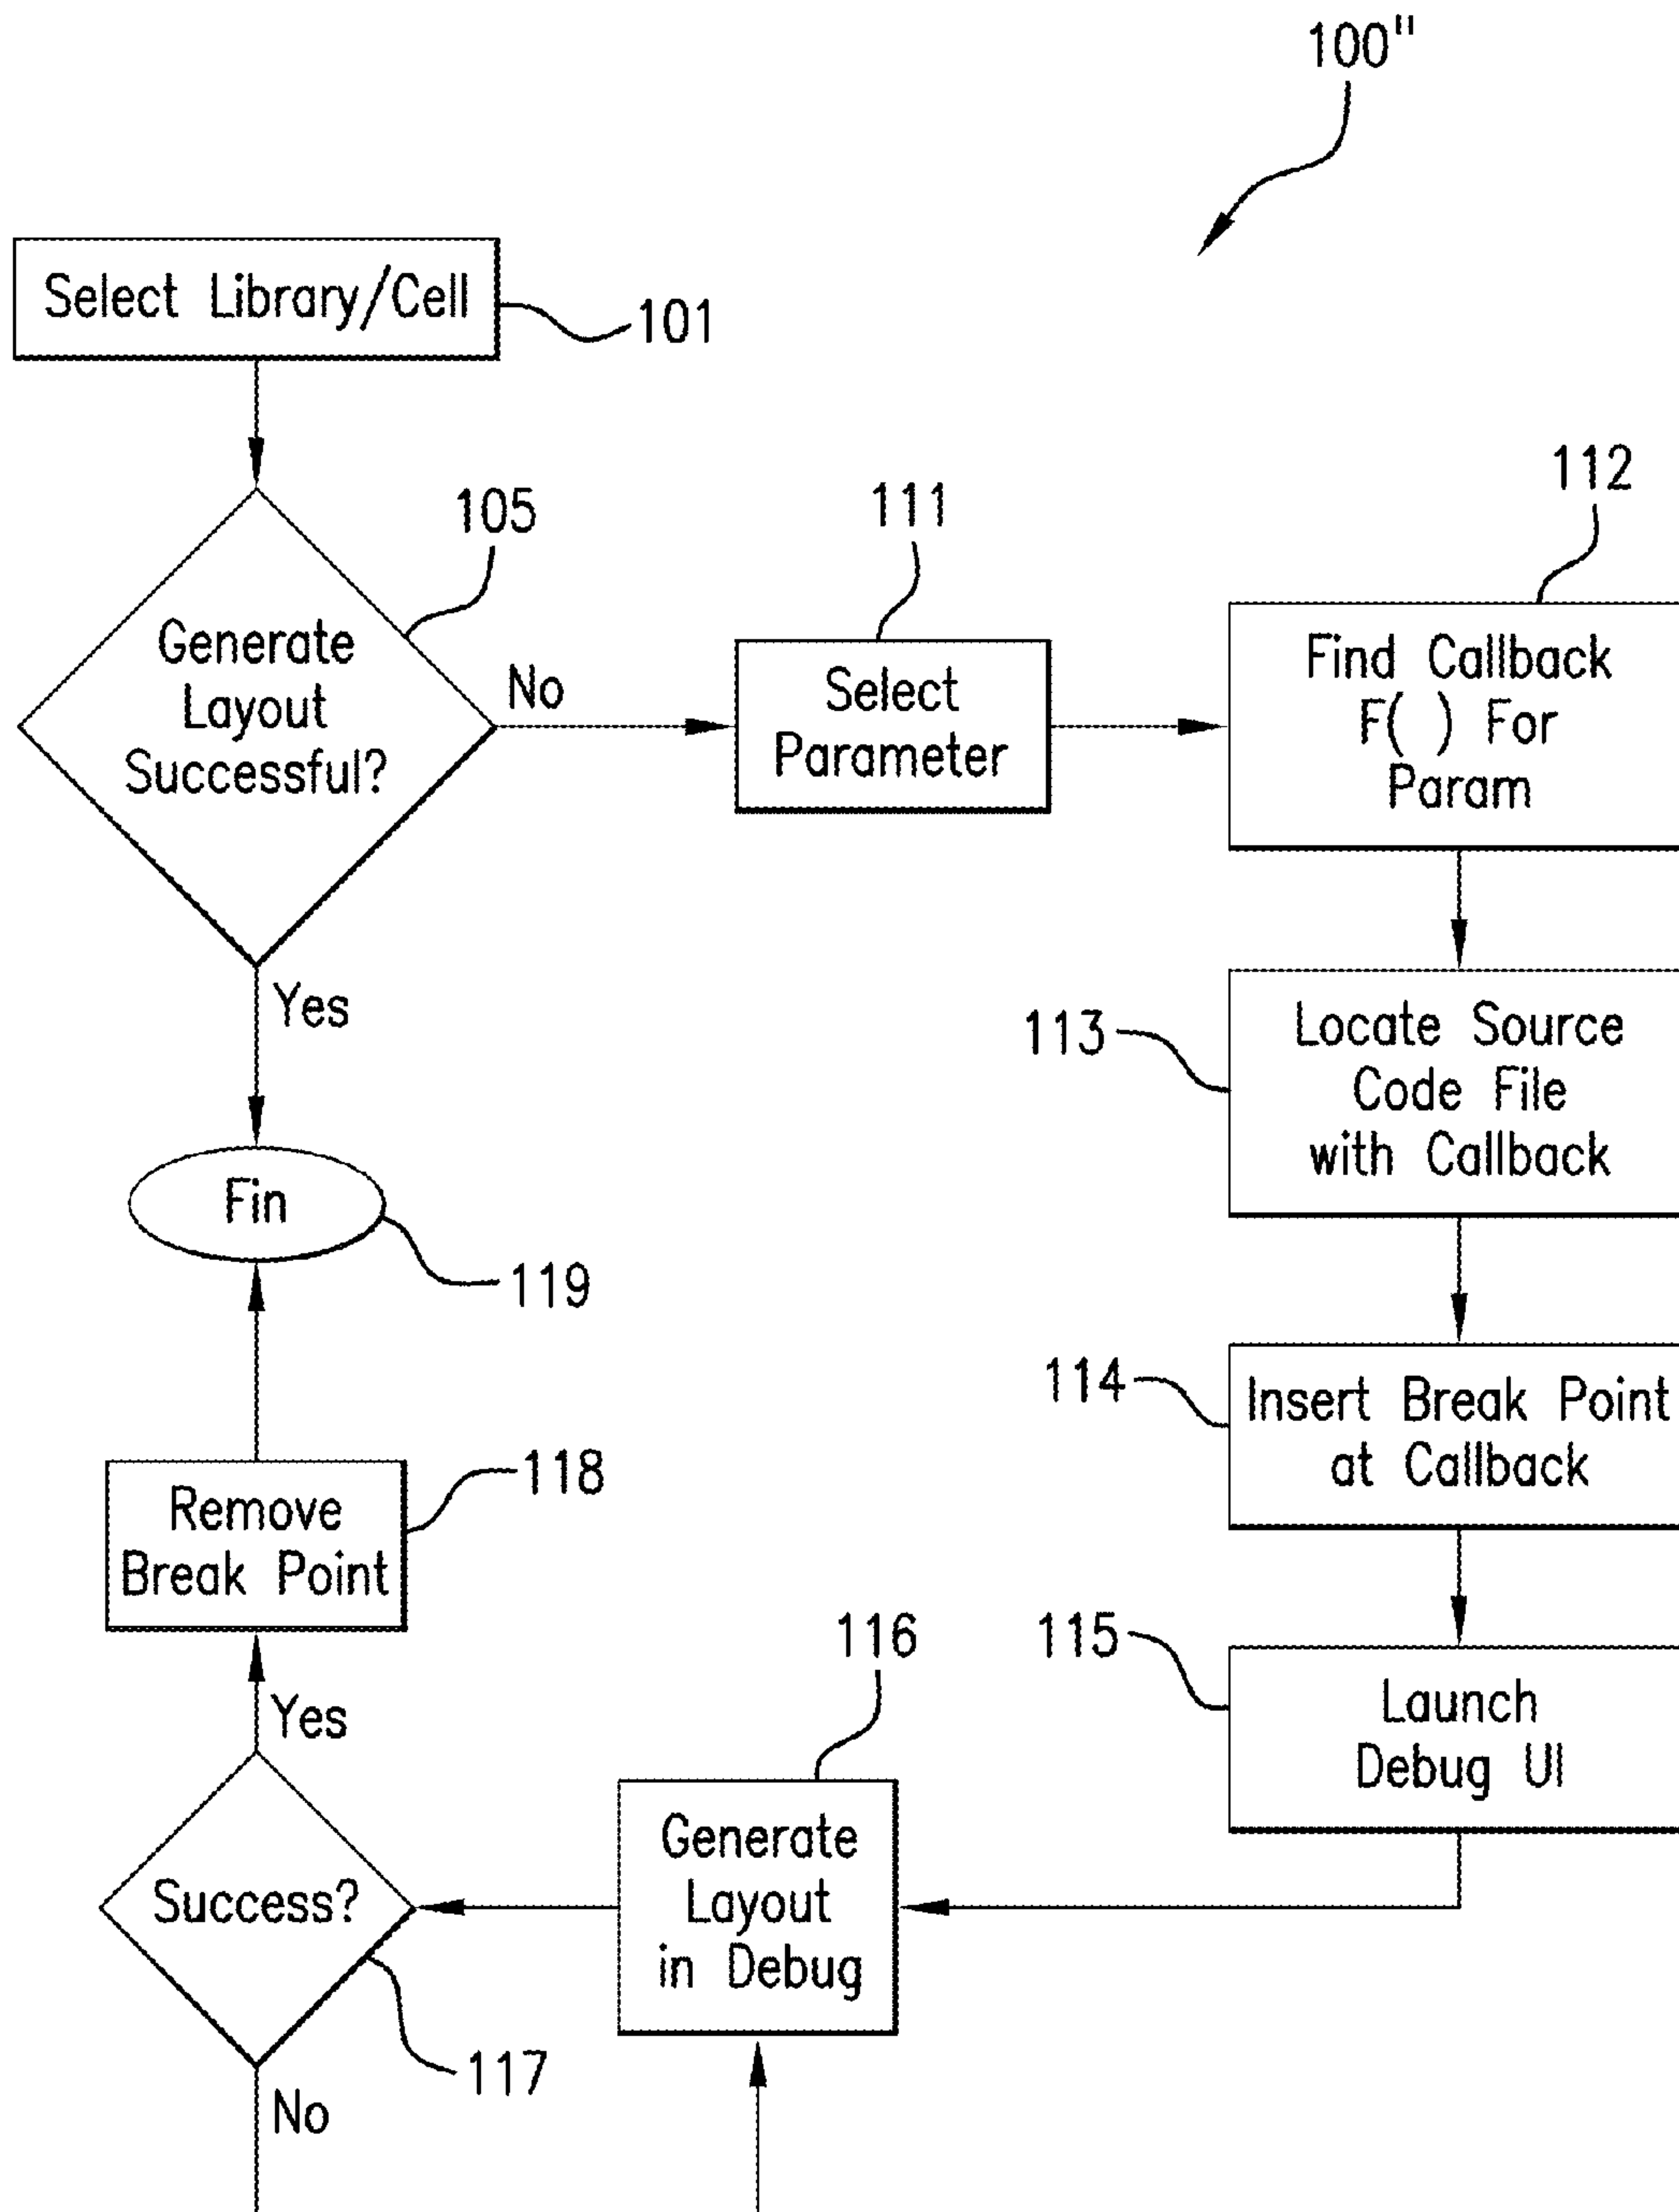 100"
Select Library/Cell
101
105
Generate
Layout
Successful?
No
Yes
111
Select
Parameter
112
Find Callback
F( ) For
Param
113
Locate Source
Code File
with Callback
Fin
119
114
Insert Break Point
at Callback
118
Remove
Break Point
115
Launch
Debug UI
116
Generate
Layout
in Debug
Yes
Success?
117
No